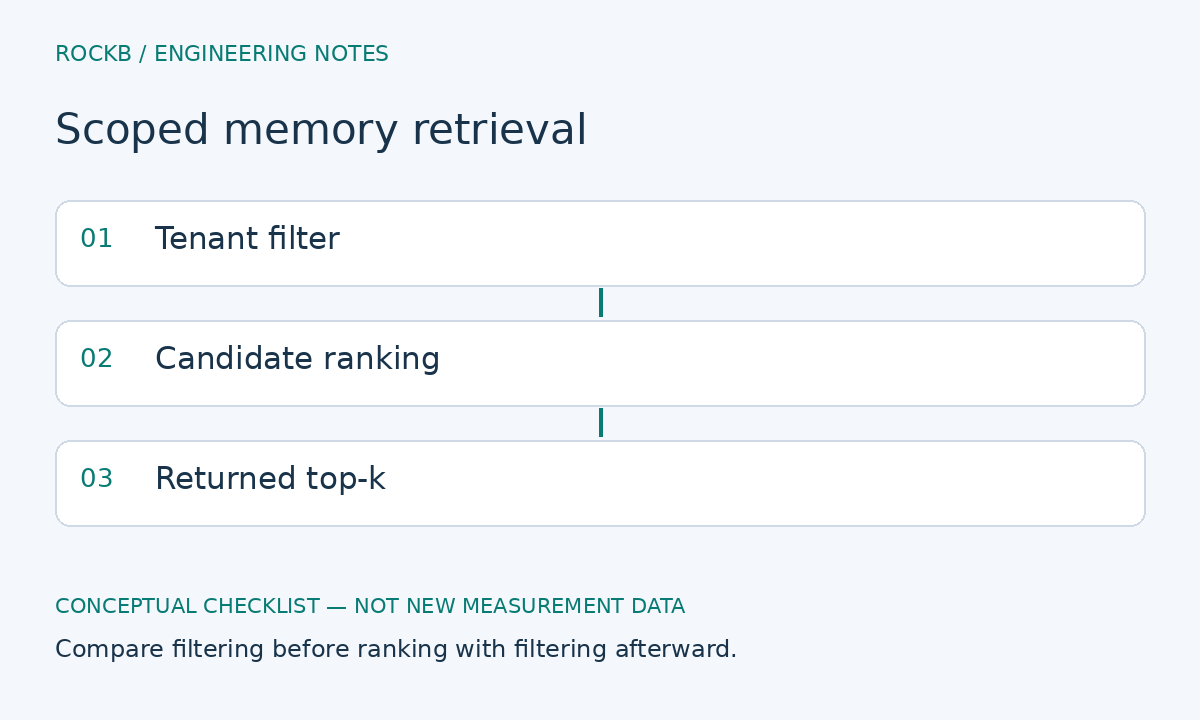 ROCKB / ENGINEERING NOTES
Scoped memory retrieval
01 Tenant filter
02 Candidate ranking
03 Returned top-k
CONCEPTUAL CHECKLIST — NOT NEW MEASUREMENT DATA
Compare filtering before ranking with filtering afterward.